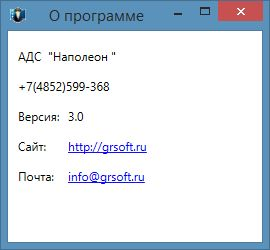 О программе
АДС "Наполеон "
+7(4852)599-368
Версия: 3.0
Сайт: http://grsoft.ru
Почта: info@grsoft.ru